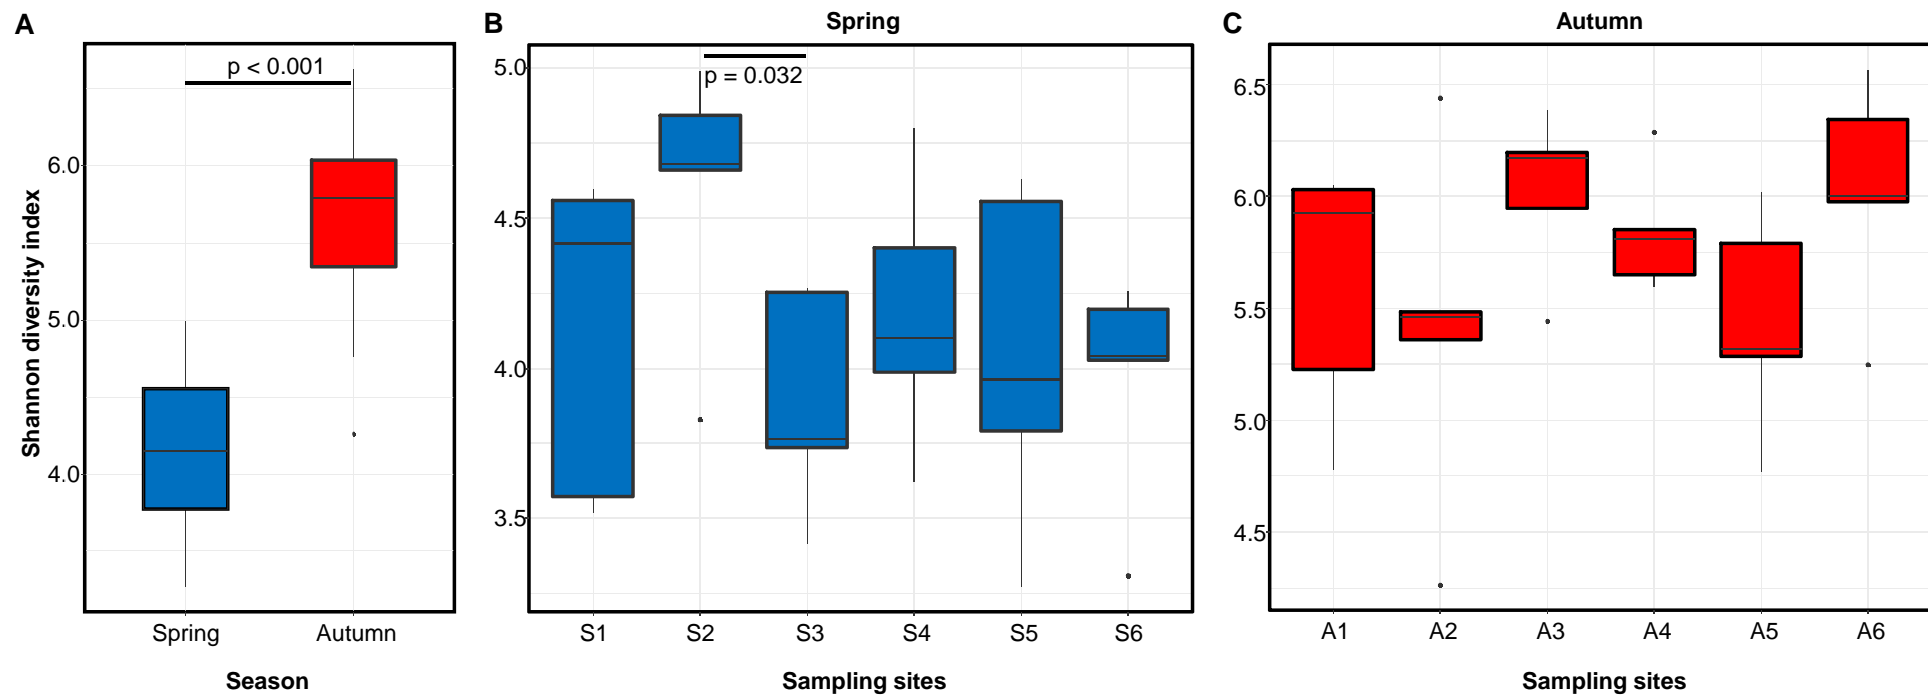 A
Shannon diversity index
6.0
5.0
4.0
p < 0.001
Spring
Autumn
Season
B
Spring
5.0
4.5
4.0
3.5
p = 0.032
S1
S2
S3
S4
S5
S6
Sampling sites
C
Autumn
6.5
6.0
5.5
5.0
4.5
A1
A2
A3
A4
A5
A6
Sampling sites